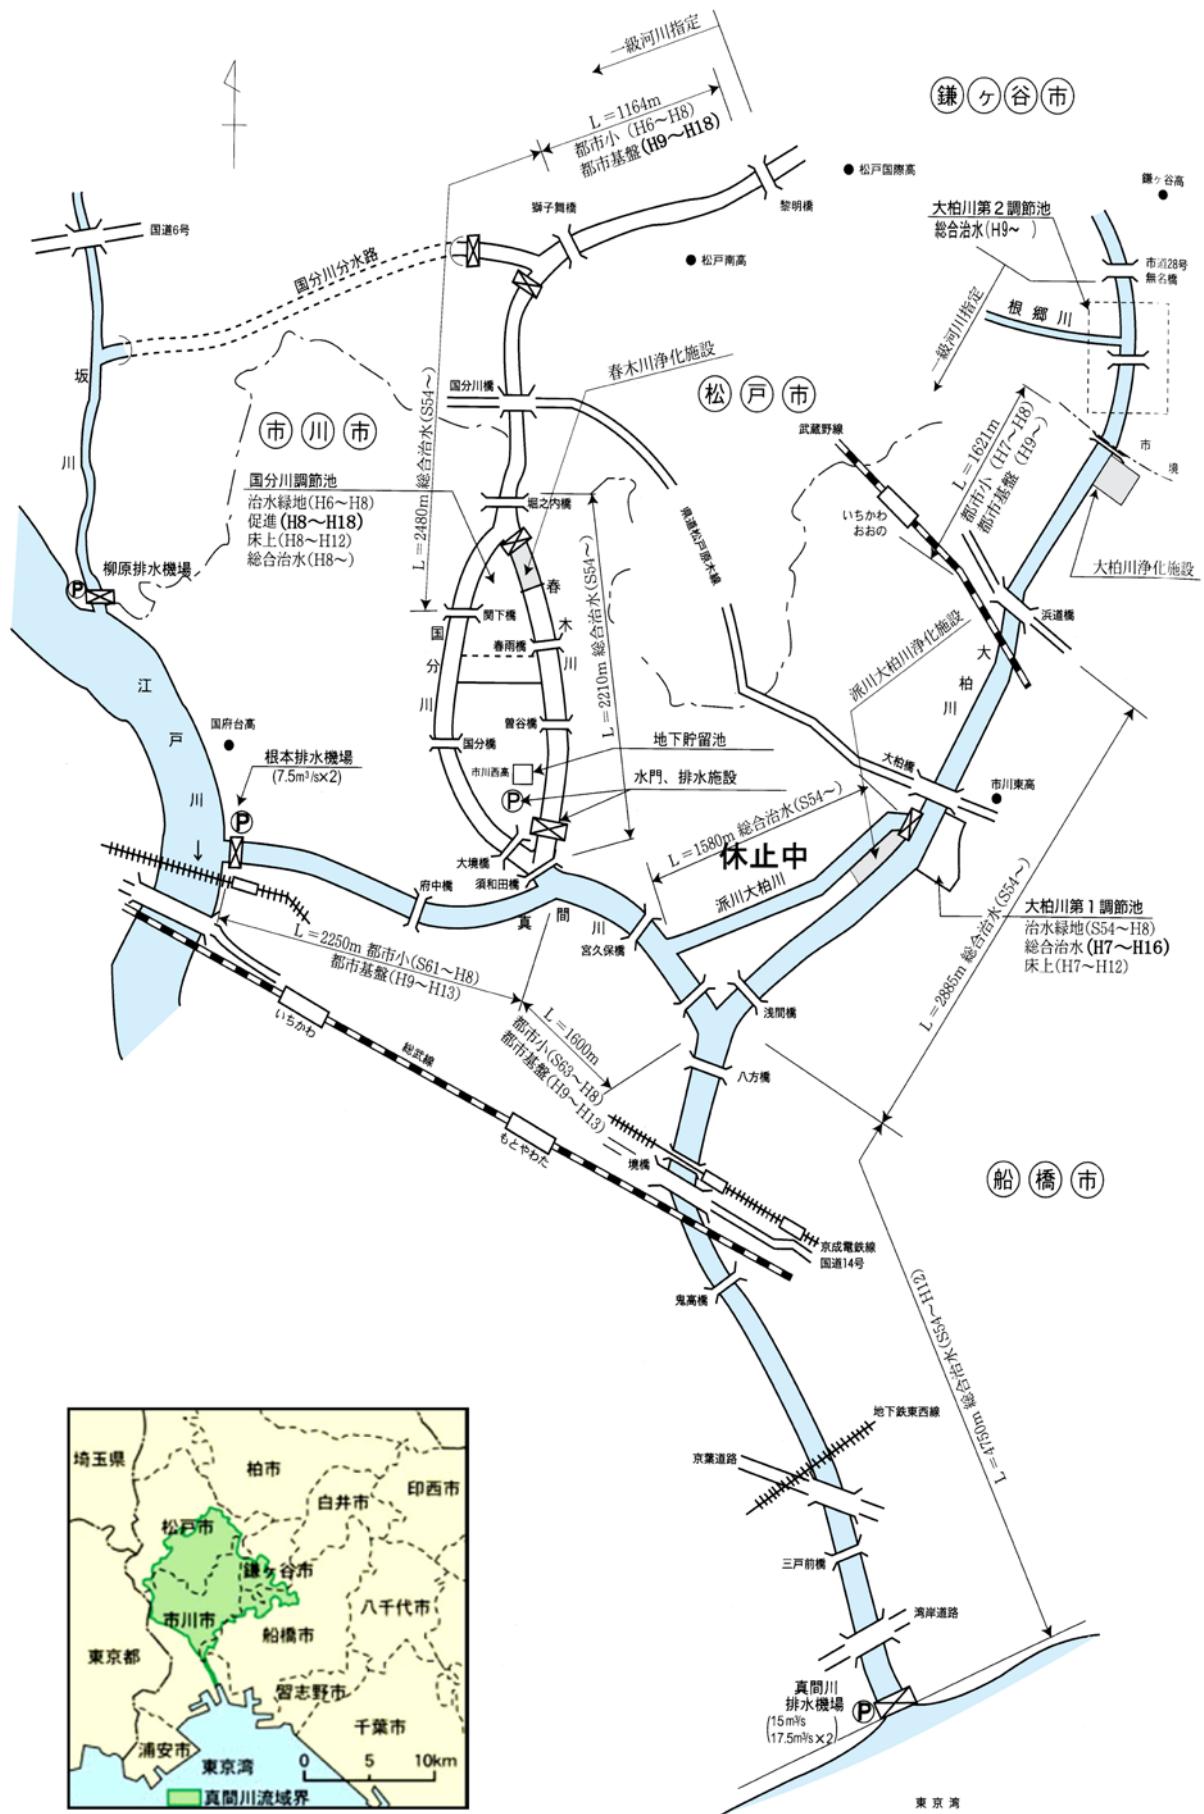 一級河川指定
L=1164m
都市小(H6〜H8)
都市基盤(H9〜H18)
鎌ヶ谷市
松戸国際高
鎌ヶ谷高
獅子舞橋
黎明橋
大柏川第2調節池
総合治水(H9〜 )
国道6号
国分川分水路
松戸南高
市道28号
無名橋
一級河川指定
根郷川
坂川
春木川浄化施設
国分川橋
松戸市
市川市
L=2480m 総合治水(S54〜)
武蔵野線
L=1621m
都市小(H7〜H8)
都市基盤(H9〜)
市境
国分川調節池
治水緑地(H6〜H8)
促進(H8〜H18)
床上(H8〜H12)
総合治水(H8〜)
堀之内橋
いちかわ
おおの
県道松戸原木線
大柏川浄化施設
柳原排水機場
P
関下橋
春木川
国分川
春雨橋
L=2210m 総合治水(S54〜)
浜道橋
派川大柏川浄化施設
大柏川
江戸川
国府台高
曽谷橋
国分橋
根本排水機場
(7.5m³/s×2)
地下貯留池
市川西高
水門、排水施設
大柏橋
市川東高
P
P
L=1580m 総合治水(S54〜)
休止中
大境橋
須和田橋
派川大柏川
府中橋
真間川
宮久保橋
大柏川第1調節池
治水緑地(S54〜H8)
総合治水(H7〜H16)
床上(H7〜H12)
L=2885m 総合治水(S54〜)
L=2250m 都市小(S61〜H8)
都市基盤(H9〜H13)
いちかわ
浅間橋
L=1600m
都市小(S63〜H8)
都市基盤(H9〜H13)
総武線
八方橋
もとやわた
境橋
船橋市
京成電鉄線
国道14号
鬼高橋
L=4750m 総合治水(S54〜H12)
地下鉄東西線
京葉道路
三戸前橋
湾岸道路
真間川
排水機場
(15m³/s
17.5m³/s×2)
P
東京湾
埼玉県
柏市
印西市
白井市
松戸市
鎌ヶ谷市
市川市
八千代市
船橋市
東京都
習志野市
千葉市
浦安市
東京湾
0 5 10km
真間川流域界